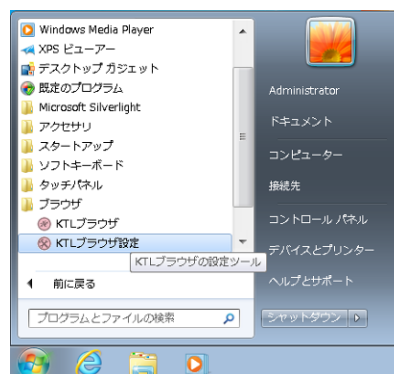 Windows Media Player
XPS ビューアー
デスクトップ ガジェット
既定のプログラム
Microsoft Silverlight
アクセサリ
スタートアップ
ソフトキーボード
タッチパネル
ブラウザ
KTLブラウザ
KTLブラウザ設定
KTLブラウザの設定ツール
前に戻る
プログラムとファイルの検索
Administrator
ドキュメント
コンピューター
接続先
コントロール パネル
デバイスとプリンター
ヘルプとサポート
シャットダウン